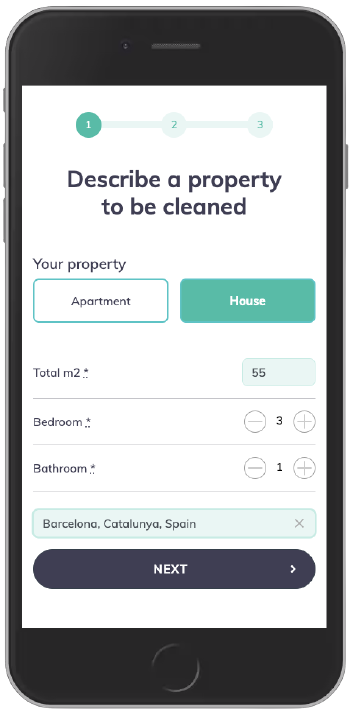 1 2 3
Describe a property
to be cleaned
Your property
Apartment House
Total m2 * 55
Bedroom * 3
Bathroom * 1
Barcelona, Catalunya, Spain
NEXT